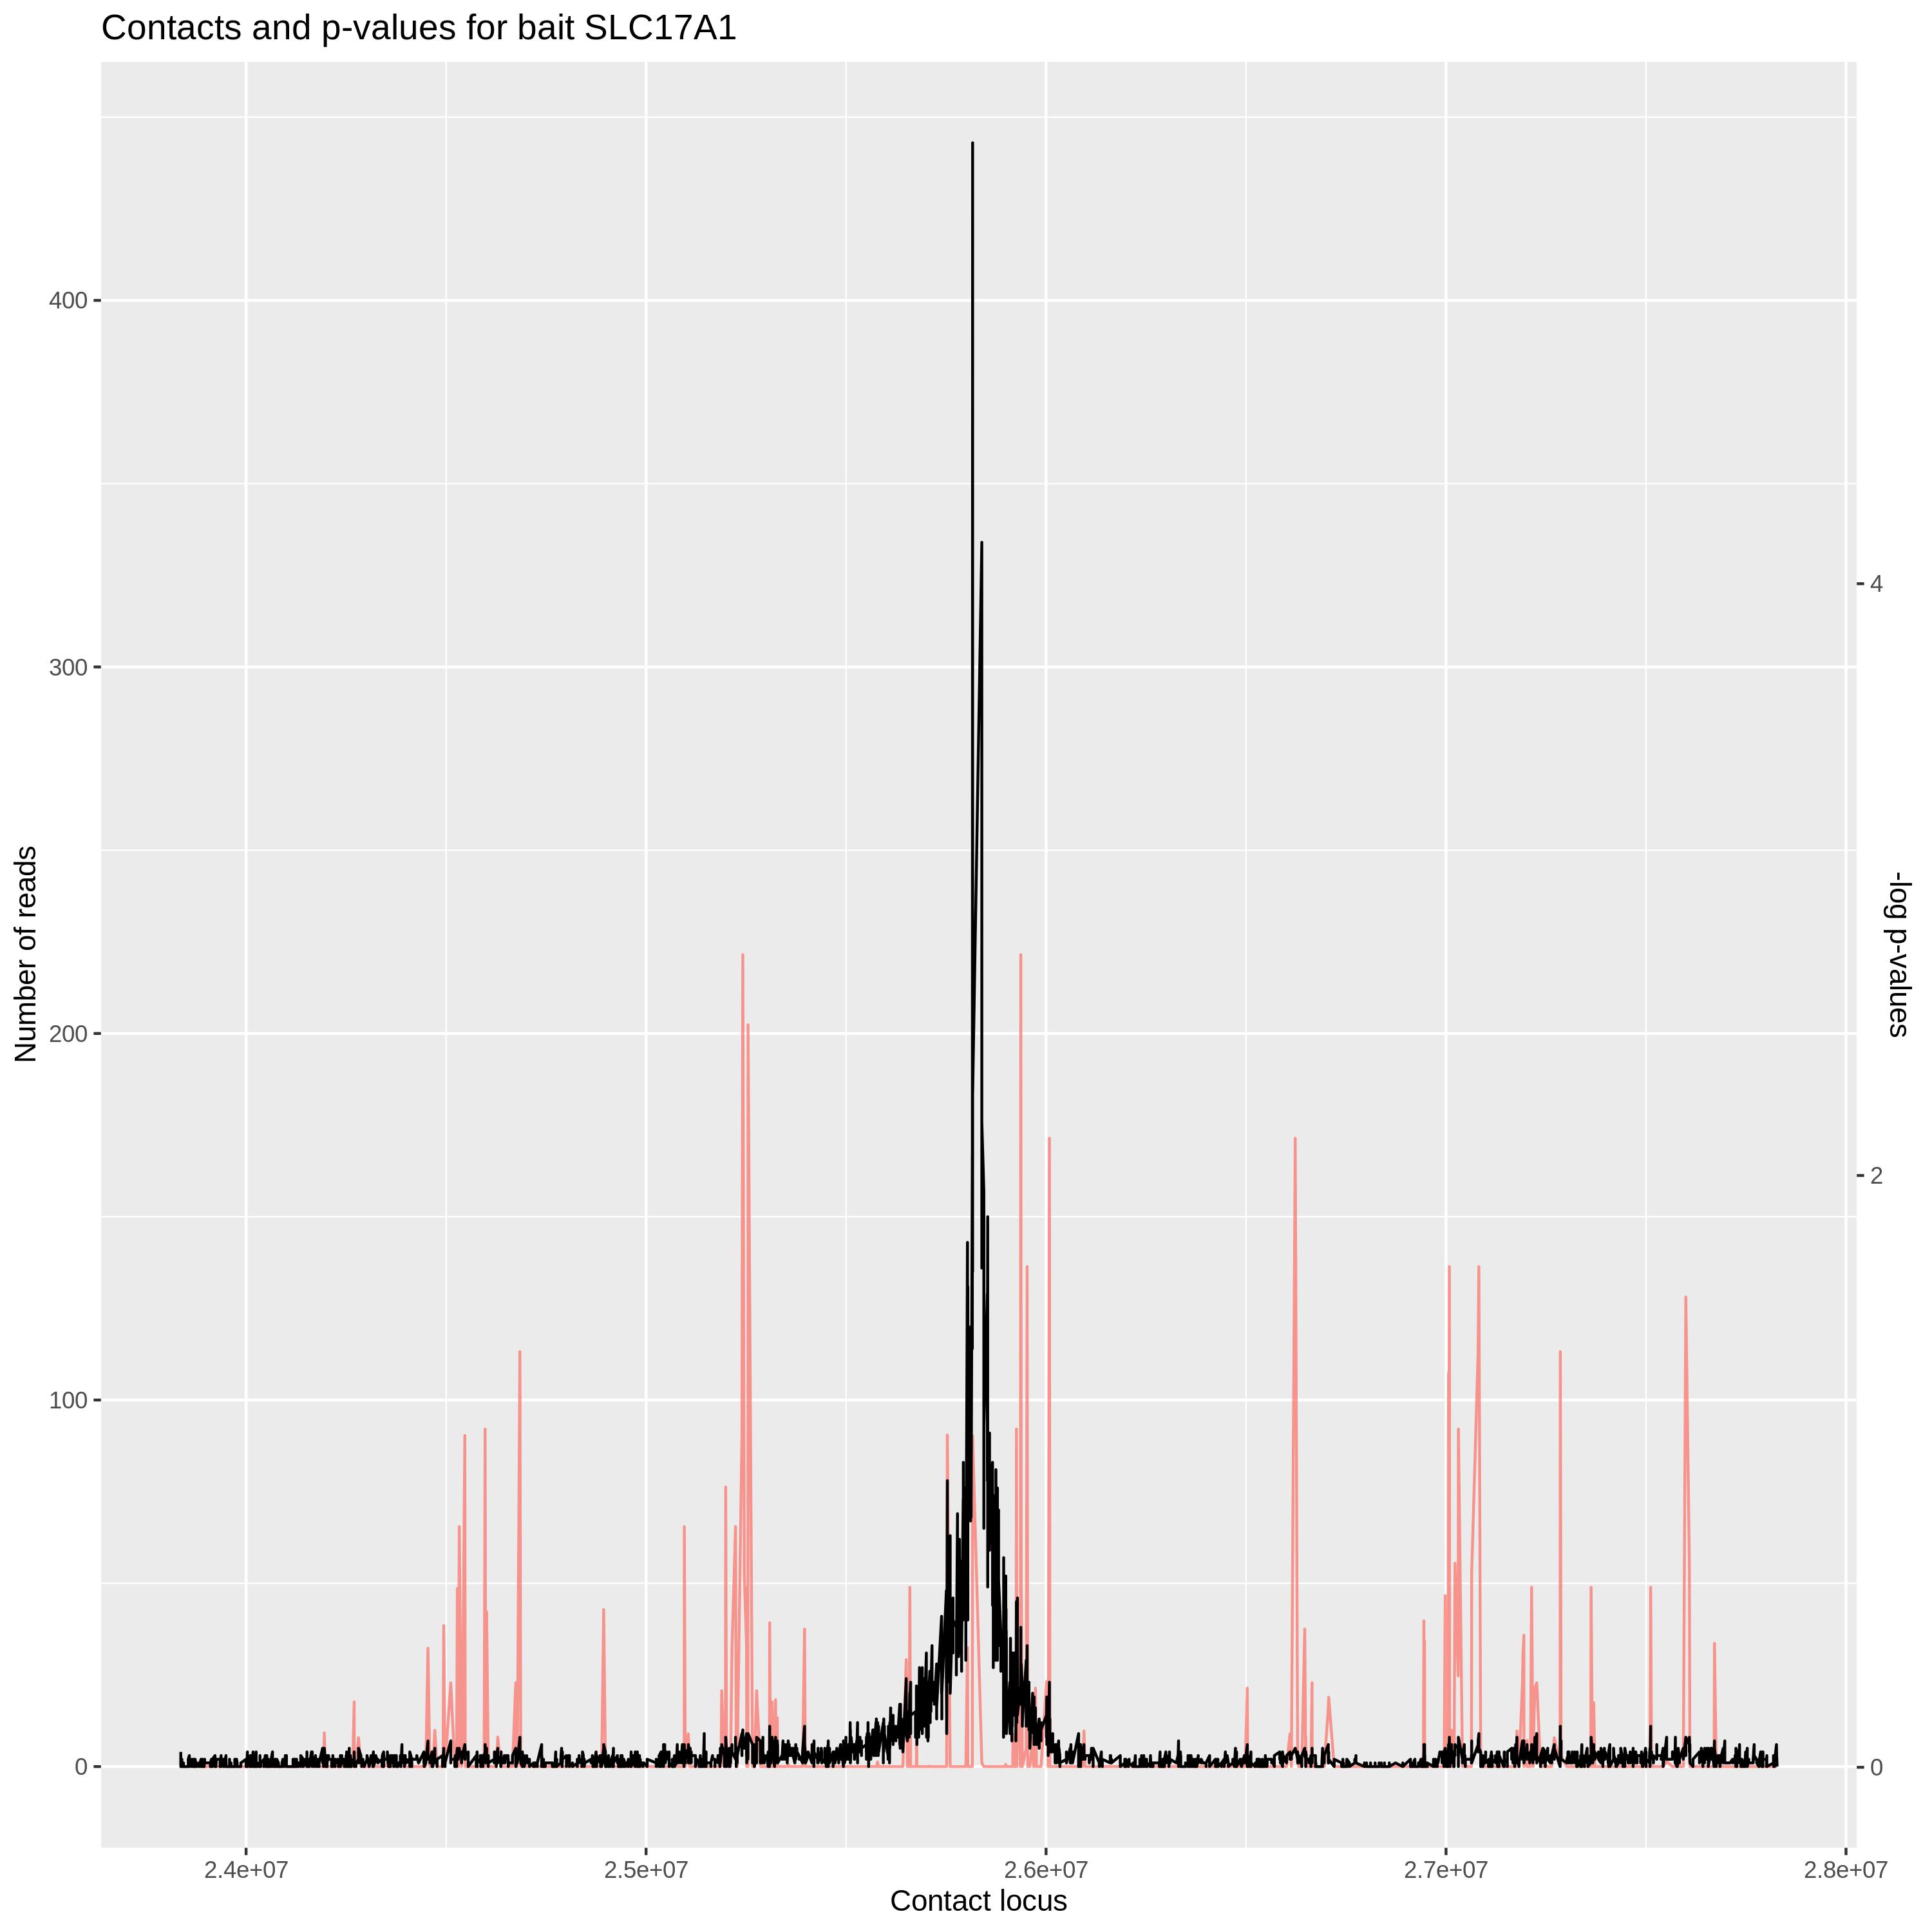 Contacts and p-values for bait SLC17A1
Number of reads
400
300
200
100
0
4
2
0
-log p-values
2.4e+07 2.5e+07 2.6e+07 2.7e+07 2.8e+07
Contact locus